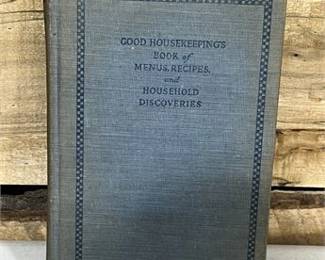 GOOD HOUSEKEEPING'S
BOOK of
MENUS, RECIPES,
and
HOUSEHOLD
DISCOVERIES